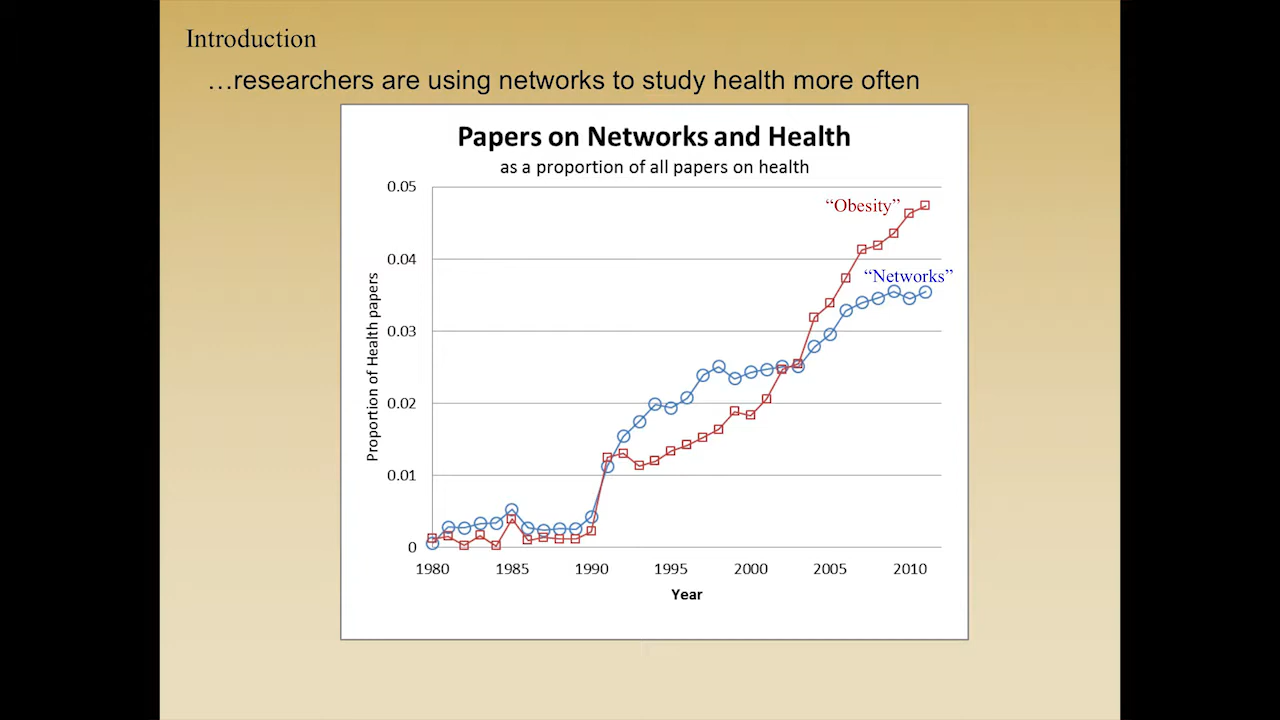 Introduction
…researchers are using networks to study health more often
Papers on Networks and Health
as a proportion of all papers on health
0.05
“Obesity”
0.04
“Networks”
0.03
0.02
0.01
0
Proportion of Health papers
1980 1985 1990 1995 2000 2005 2010
Year